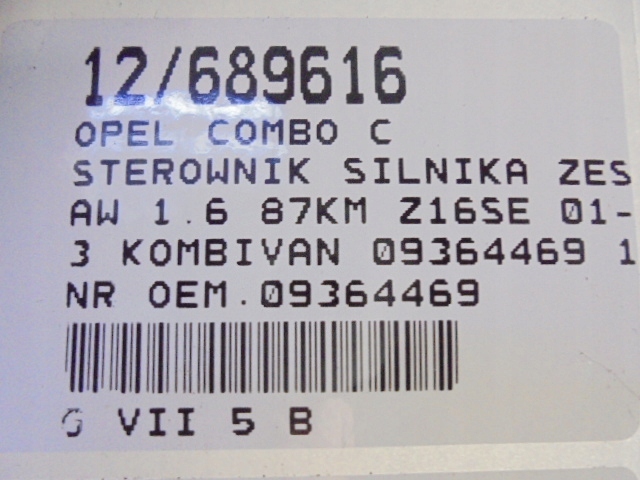 12/689616
OPEL COMBO C
STEROWNIK SILNIKA ZES
AW 1.6 87KM Z16SE 01-
3 KOMBIVAN 09364469 1
NR OEM.09364469
G VII 5 B